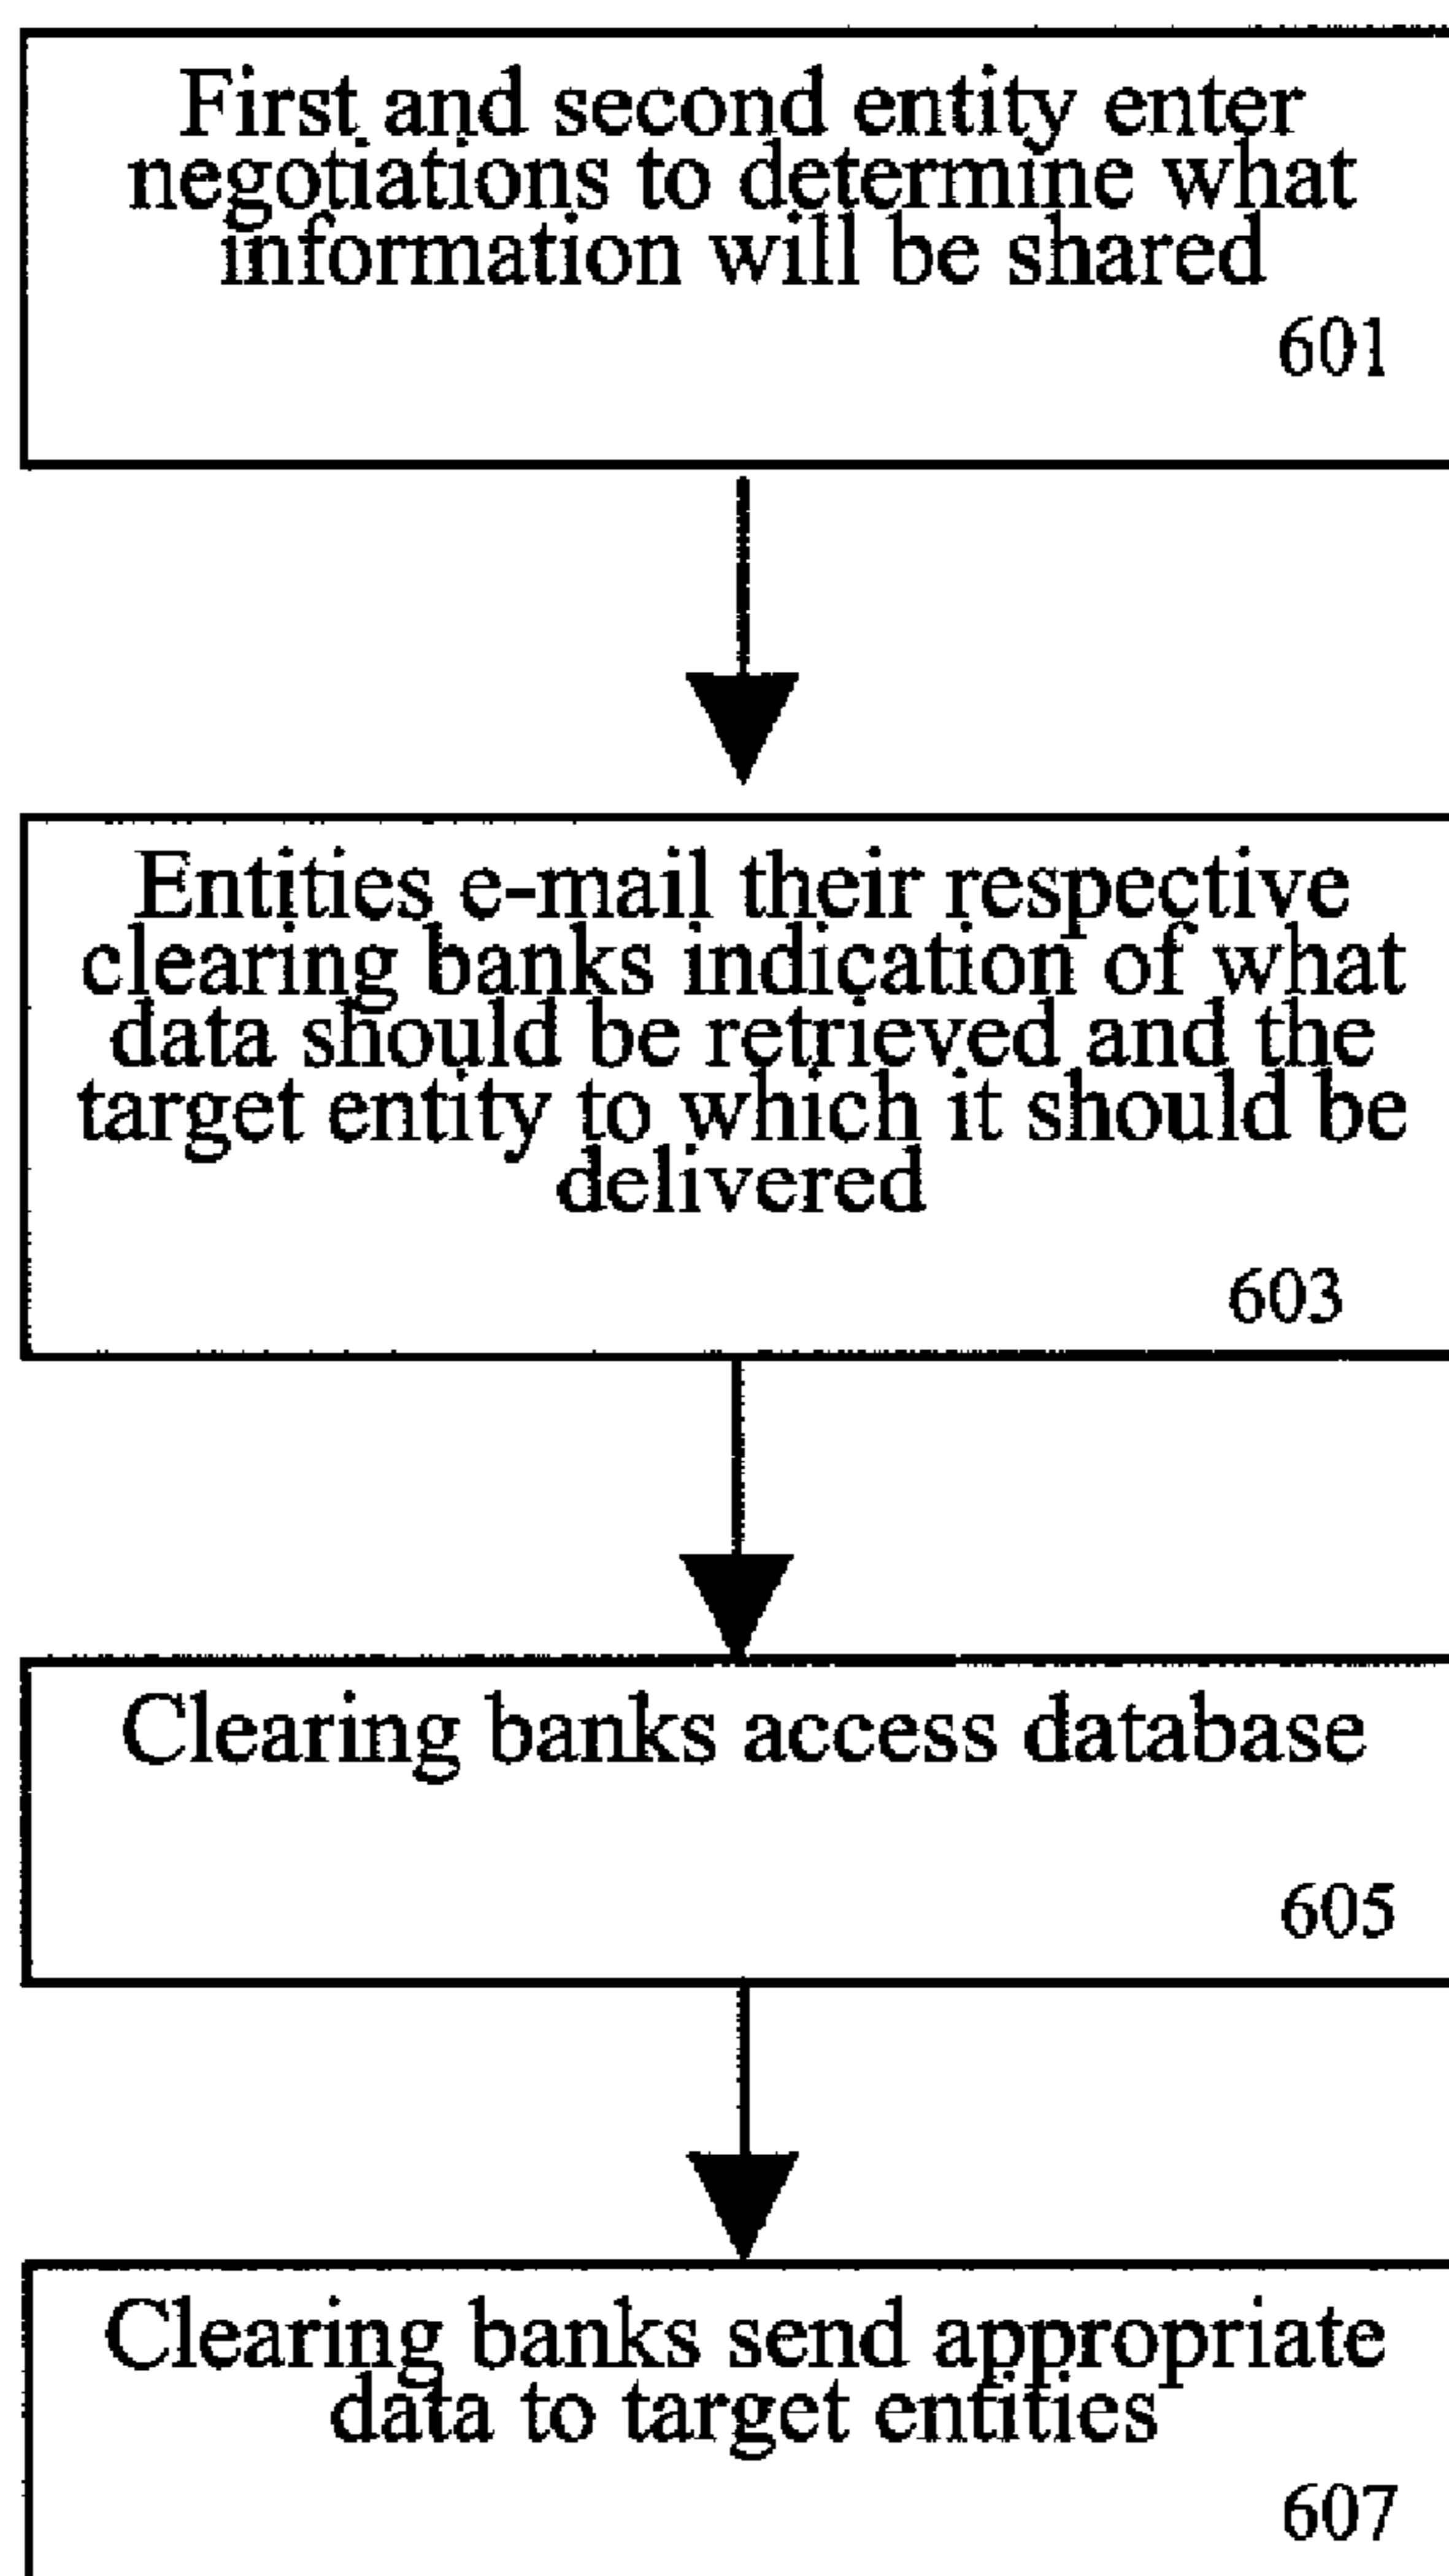 First and second entity enter
negotiations to determine what
information will be shared
601
Entities e-mail their respective
clearing banks indication of what
data should be retrieved and the
target entity to which it should be
delivered
603
Clearing banks access database
605
Clearing banks send appropriate
data to target entities
607